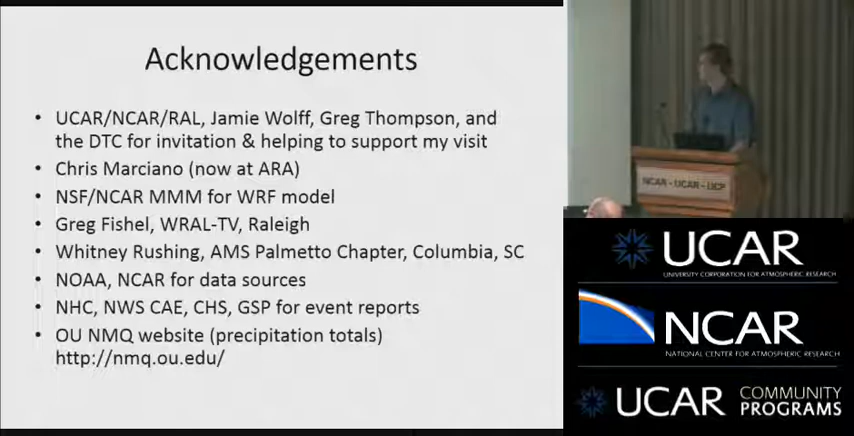 Acknowledgements
• UCAR/NCAR/RAL, Jamie Wolff, Greg Thompson, and
the DTC for invitation & helping to support my visit
• Chris Marciano (now at ARA)
• NSF/NCAR MMM for WRF model
• Greg Fishel, WRAL-TV, Raleigh
• Whitney Rushing, AMS Palmetto Chapter, Columbia, SC
• NOAA, NCAR for data sources
• NHC, NWS CAE, CHS, GSP for event reports
• OU NMQ website (precipitation totals)
http://nmq.ou.edu/
NCAR - UCAR - UCP
UCAR
UNIVERSITY CORPORATION FOR ATMOSPHERIC RESEARCH
NCAR
NATIONAL CENTER FOR ATMOSPHERIC RESEARCH
UCAR COMMUNITY
PROGRAMS